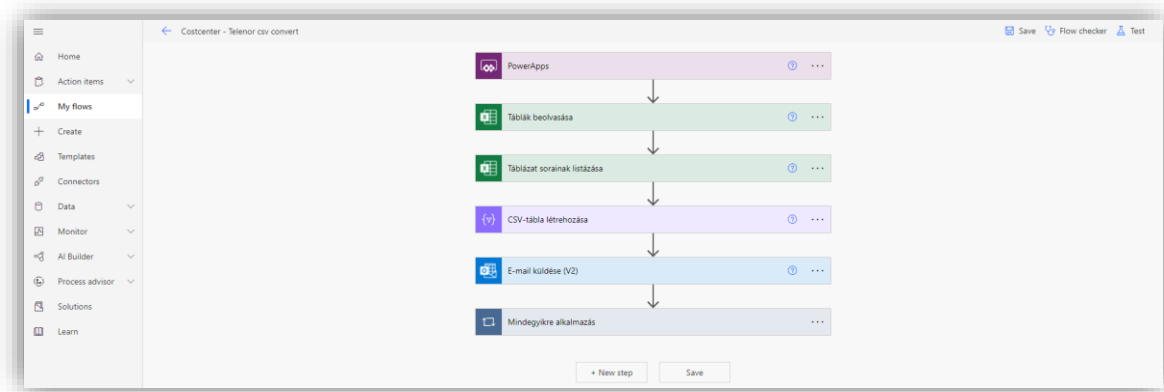 Costcenter - Telenor csv convert
Save Flow checker Test
Home
Action items
My flows
Create
Templates
Connectors
Data
Monitor
AI Builder
Process advisor
Solutions
Learn
PowerApps
Táblák beolvasása
Táblázat sorainak listázása
CSV-tábla létrehozása
E-mail küldése (V2)
Mindegyikre alkalmazás
+ New step
Save